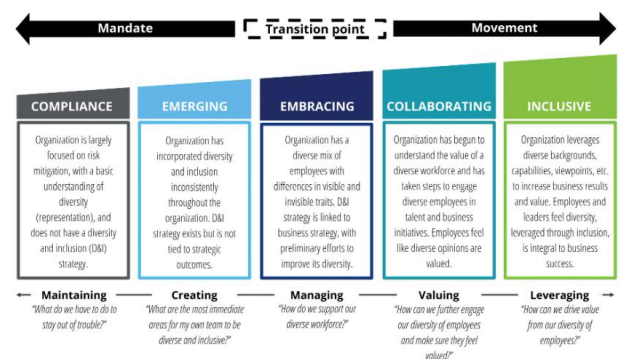 Mandate
Transition point
Movement
COMPLIANCE
Organization is largely
focused on risk
mitigation, with a basic
understanding of
diversity
(representation), and
does not have a diversity
and inclusion (D&I)
strategy.
EMERGING
Organization has
incorporated diversity
and inclusion
inconsistently
throughout the
organization. D&I
strategy exists but is not
tied to strategic
outcomes.
EMBRACING
Organization has a
diverse mix of
employees with
differences in visible and
invisible traits. D&I
strategy is linked to
business strategy, with
preliminary efforts to
improve its diversity.
COLLABORATING
Organization has begun to
understand the value of a
diverse workforce and has
taken steps to engage
diverse employees in
talent and business
initiatives. Employees feel
like diverse opinions are
valued.
INCLUSIVE
Organization leverages
diverse backgrounds,
capabilities, viewpoints, etc.
to increase business results
and value. Employees and
leaders feel diversity,
leveraged through inclusion,
is integral to business
success.
Maintaining
"What do we have to do to
stay out of trouble?"
Creating
"What are the most immediate
areas for my own team to be
diverse and inclusive?"
Managing
"How do we support our
diverse workforce?"
Valuing
"How can we further engage
our diversity of employees
and make sure they feel
valued?"
Leveraging
"How can we drive value
from our diversity of
employees?"